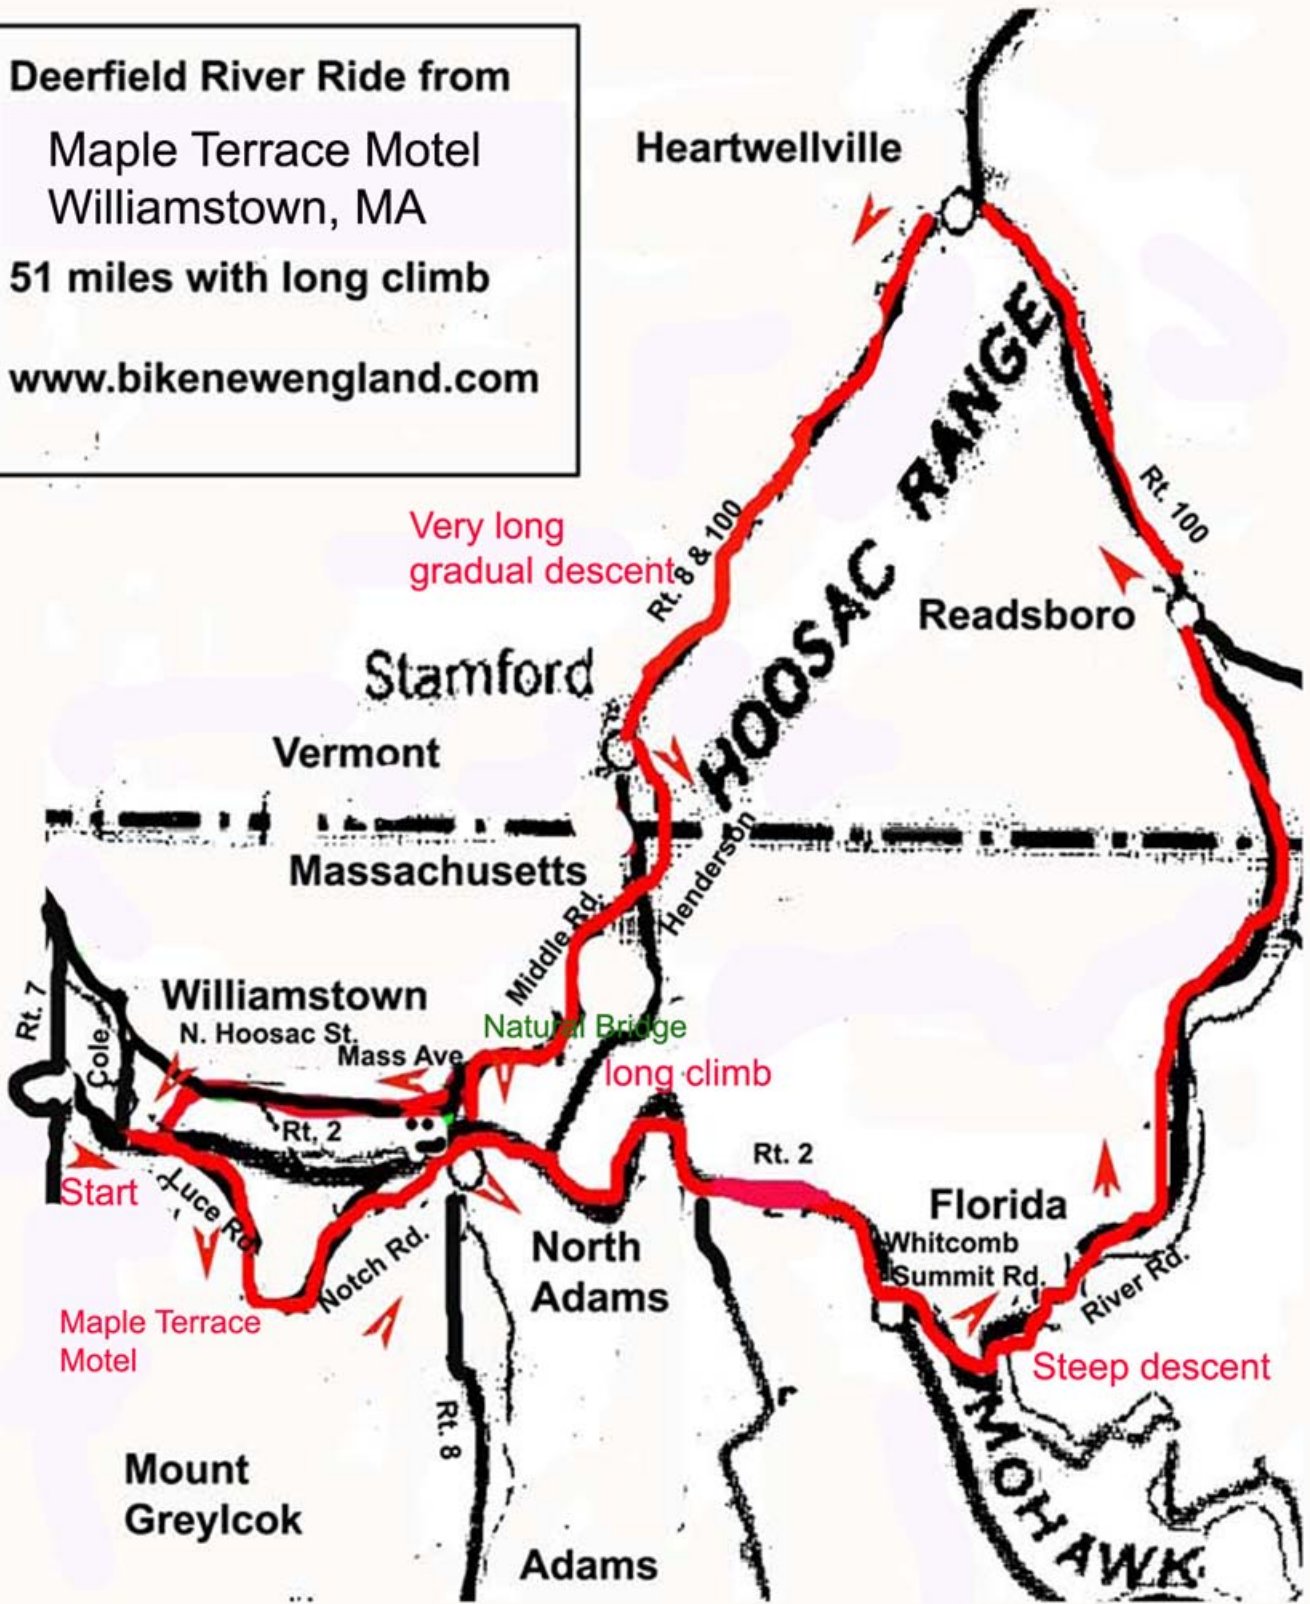 Deerfield River Ride from
Maple Terrace Motel
Williamstown, MA
51 miles with long climb
www.bikenewengland.com
Heartwellville
HOOSAC RANGE
Rt. 100
Very long
gradual descent
Rt. 8 & 100
Readsboro
Stamford
Vermont
Massachusetts
Henderson
Middle Rd.
Rt. 7
Williamstown
Cole
N. Hoosac St.
Mass Ave
Natural Bridge
long climb
Rt, 2
Rt. 2
Start
Luce Rd.
Florida
Whitcomb
Summit Rd.
River Rd.
Notch Rd.
North
Adams
Maple Terrace
Motel
Steep descent
Rt. 8
MOHAWK
Mount
Greylcok
Adams